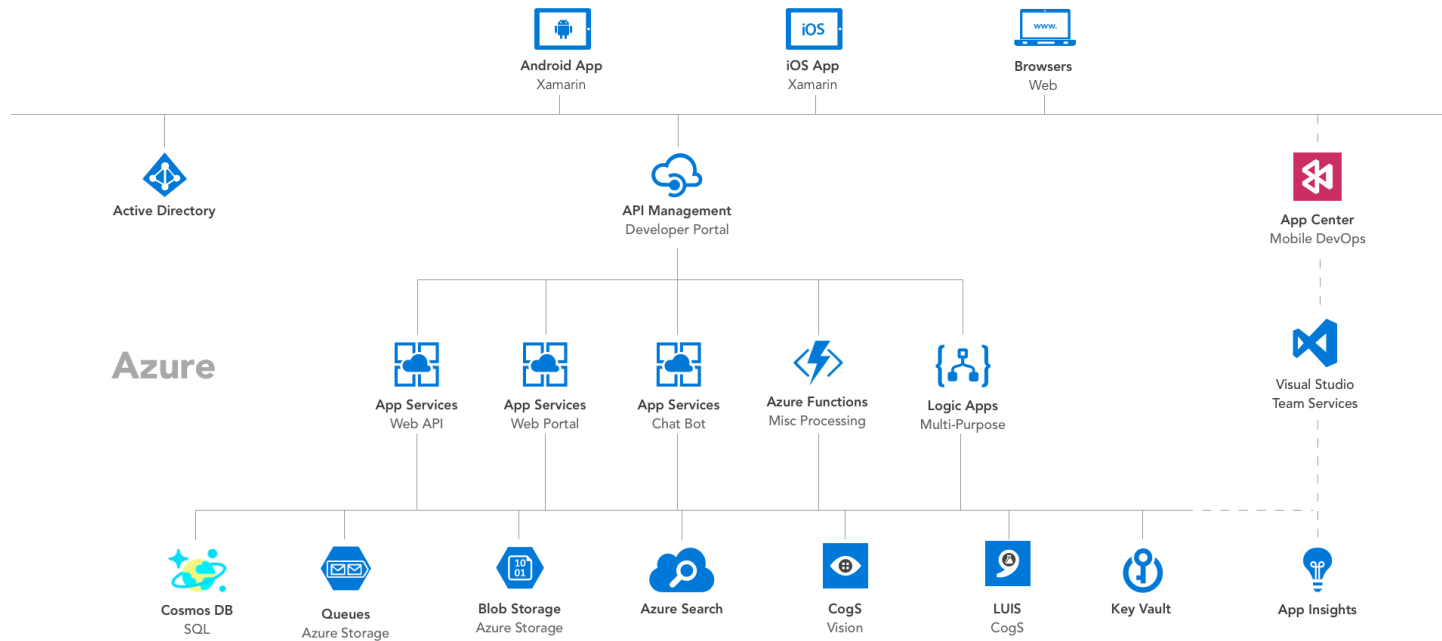 iOS
www.
Android App
Xamarin
iOS App
Xamarin
Browsers
Web
Active Directory
API Management
Developer Portal
App Center
Mobile DevOps
Azure
App Services
Web API
App Services
Web Portal
App Services
Chat Bot
Azure Functions
Misc Processing
Logic Apps
Multi-Purpose
Visual Studio
Team Services
10
01
Cosmos DB
SQL
Queues
Azure Storage
Blob Storage
Azure Storage
Azure Search
CogS
Vision
LUIS
CogS
Key Vault
App Insights